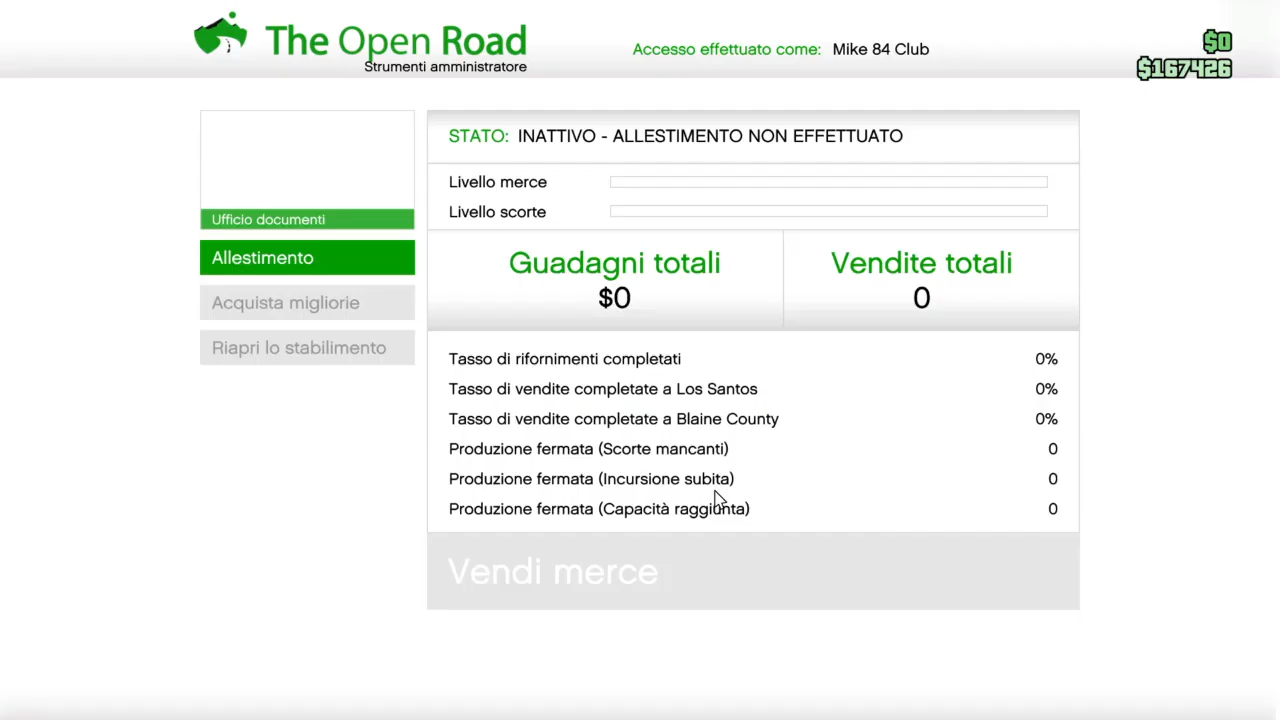 The Open Road
Strumenti amministratore
Accesso effettuato come: Mike 84 Club
$0
$167426
Ufficio documenti
Allestimento
Acquista migliorie
Riapri lo stabilimento
STATO: INATTIVO - ALLESTIMENTO NON EFFETTUATO
Livello merce
Livello scorte
Guadagni totali
$0
Vendite totali
0
Tasso di rifornimenti completati 0%
Tasso di vendite completate a Los Santos 0%
Tasso di vendite completate a Blaine County 0%
Produzione fermata (Scorte mancanti) 0
Produzione fermata (Incursione subita) 0
Produzione fermata (Capacità raggiunta) 0
Vendi merce